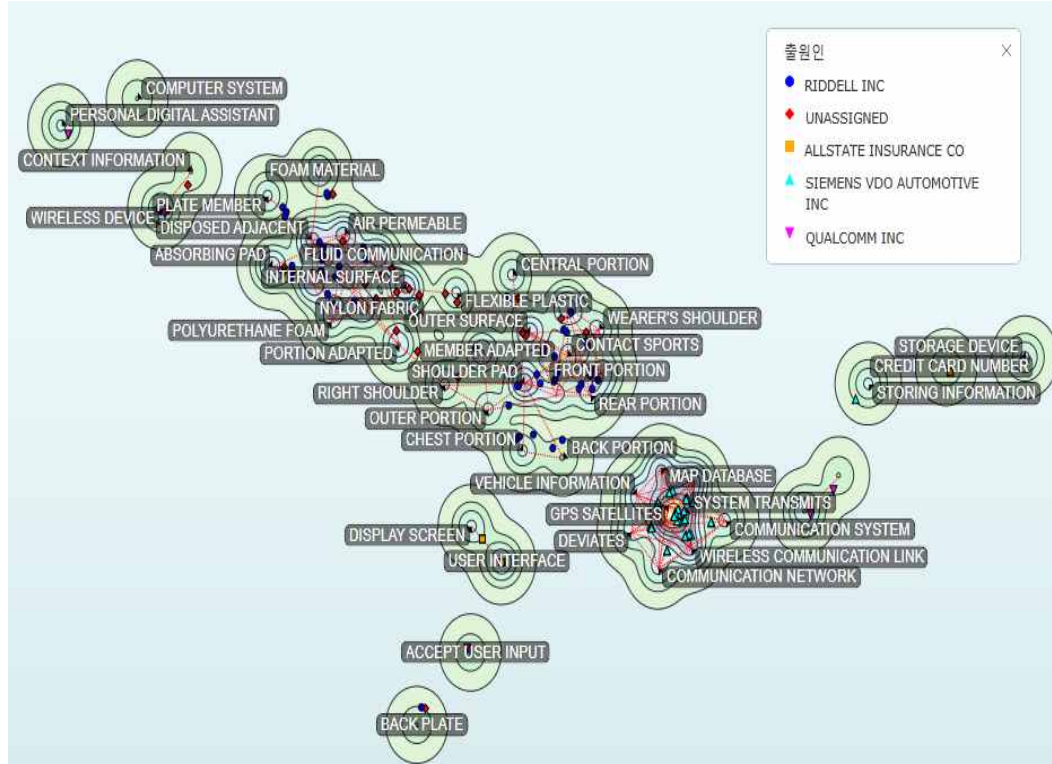 출원인
X
RIDDELL INC
UNASSIGNED
ALLSTATE INSURANCE CO
SIEMENS VDO AUTOMOTIVE
INC
QUALCOMM INC
COMPUTER SYSTEM
PERSONAL DIGITAL ASSISTANT
CONTEXT INFORMATION
FOAM MATERIAL
PLATE MEMBER
WIRELESS DEVICE
DISPOSED ADJACENT
AIR PERMEABLE
ABSORBING PAD
FLUID COMMUNICATION
CENTRAL PORTION
INTERNAL SURFACE
NYLON FABRIC
FLEXIBLE PLASTIC
OUTER SURFACE
WEARER'S SHOULDER
POLYURETHANE FOAM
PORTION ADAPTED
MEMBER ADAPTED
CONTACT SPORTS
STORAGE DEVICE
SHOULDER PAD
FRONT PORTION
CREDIT CARD NUMBER
RIGHT SHOULDER
STORING INFORMATION
REAR PORTION
OUTER PORTION
CHEST PORTION
BACK PORTION
VEHICLE INFORMATION
MAP DATABASE
SYSTEM TRANSMITS
GPS SATELLITES
COMMUNICATION SYSTEM
DISPLAY SCREEN
DEVIATES
WIRELESS COMMUNICATION LINK
USER INTERFACE
COMMUNICATION NETWORK
ACCEPT USER INPUT
BACK PLATE